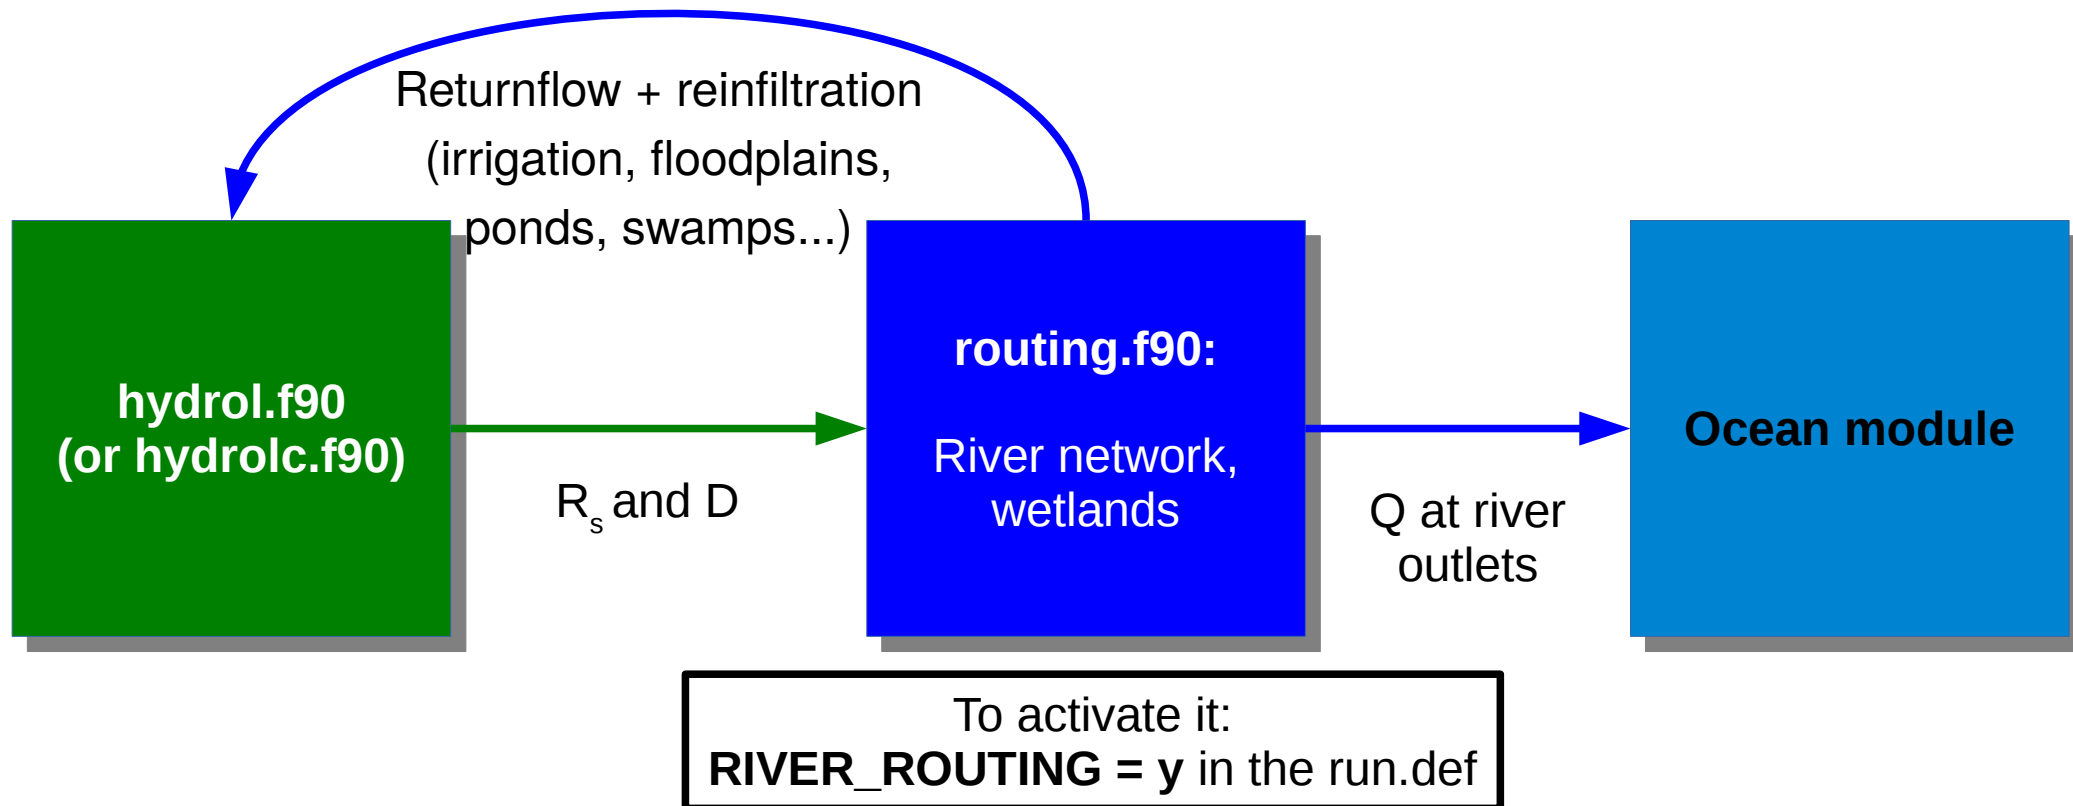 Returnflow + reinfiltration
(irrigation, floodplains,
ponds, swamps...)
hydrol.f90
(or hydrolc.f90)
R_s and D
routing.f90:
River network,
wetlands
Q at river
outlets
Ocean module
To activate it:
RIVER_ROUTING = y in the run.def